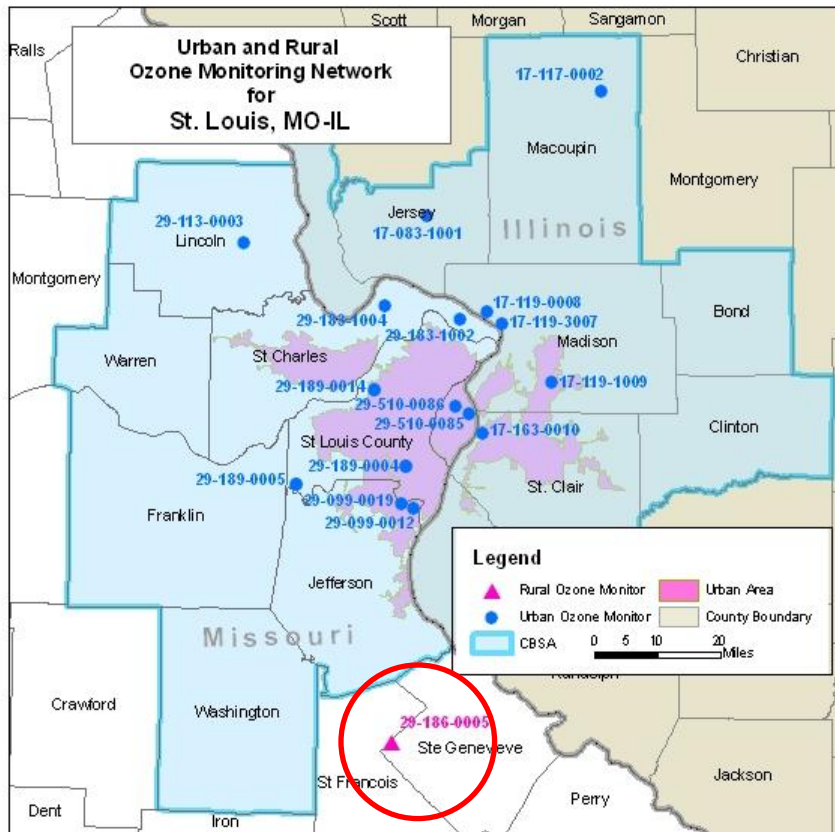 Scott
Morgan
Sangamon
Ralls
Urban and Rural
Ozone Monitoring Network
for
St. Louis, MO-IL
Christian
17-117-0002
Macoupin
Montgomery
Jersey
17-083-1001
Illinois
29-113-0003
Lincoln
Montgomery
Bond
29-183-1004
29-183-1002
17-119-0008
17-119-3007
Madison
Warren
St Charles
29-189-0014
17-119-1009
29-510-0086
29-510-0085
17-163-0010
Clinton
St Louis County
29-189-0004
29-189-0005
St. Clair
29-099-0019
29-099-0012
Franklin
Jefferson
Missouri
Legend
Rural Ozone Monitor
Urban Area
Urban Ozone Monitor
County Boundary
CBSA
0 5 10 20
Miles
Randolph
Crawford
Washington
29-186-0005
Ste Genevieve
St Francois
Jackson
Perry
Dent
Iron